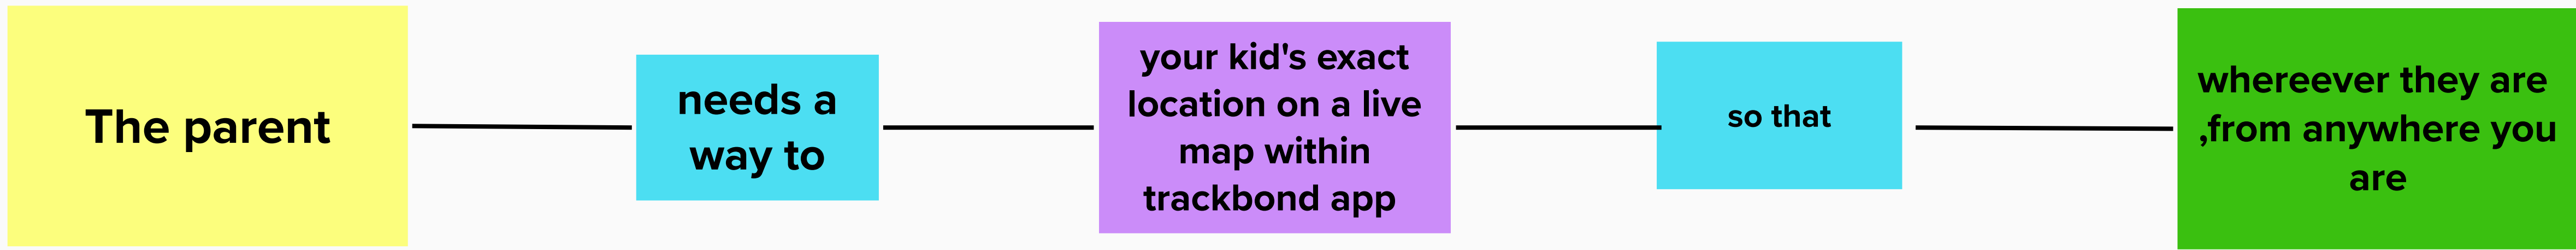 The parent
needs a
way to
your kid's exact
location on a live
map within
trackbond app
so that
whereever they are
,from anywhere you
are